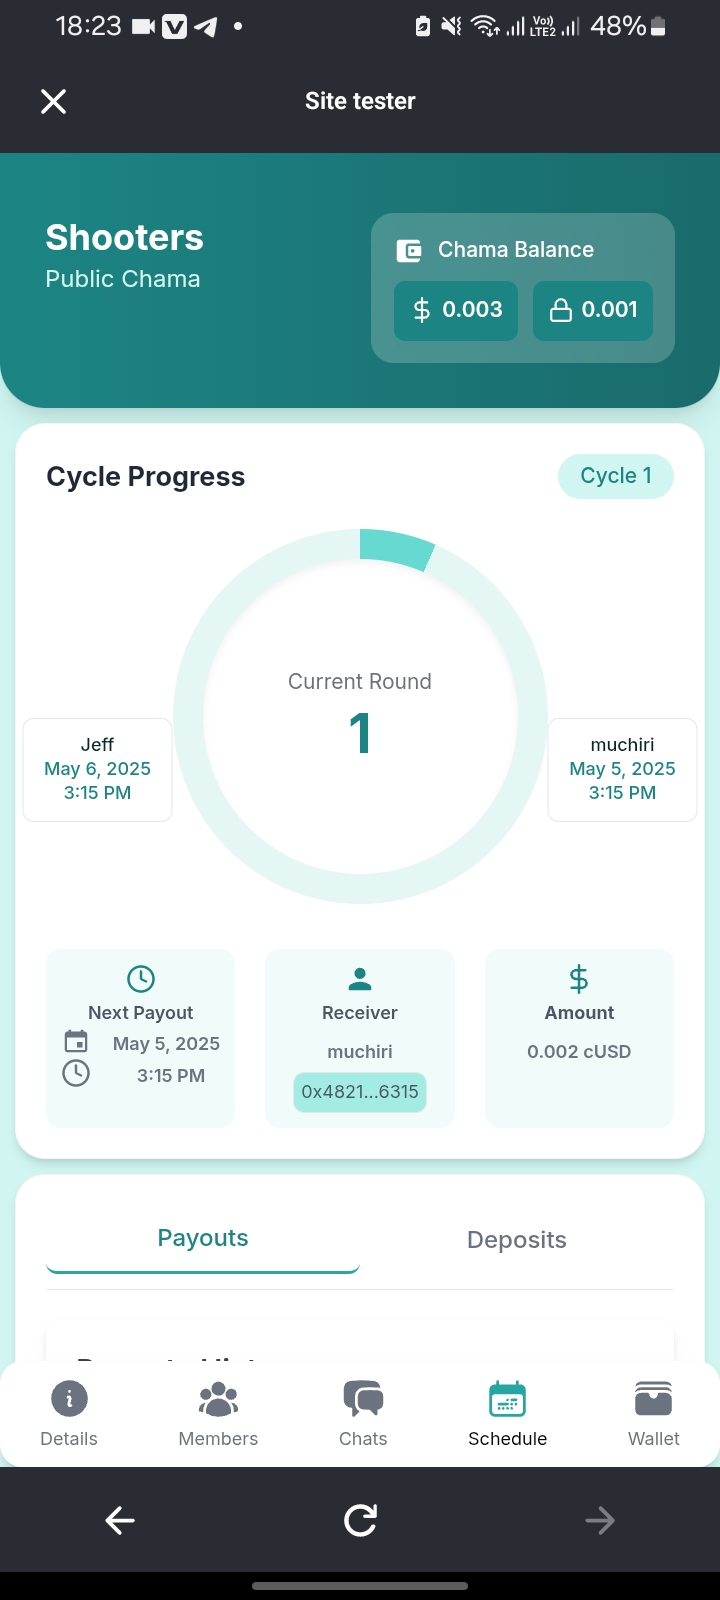 18:23
Vo))
LTE2
48%
Site tester
Shooters
Public Chama
Chama Balance
0.003
0.001
Cycle Progress
Cycle 1
Current Round
1
Jeff
May 6, 2025
3:15 PM
muchiri
May 5, 2025
3:15 PM
Next Payout
May 5, 2025
3:15 PM
Receiver
muchiri
0x4821...6315
Amount
0.002 cUSD
Payouts
Deposits
Details
Members
Chats
Schedule
Wallet